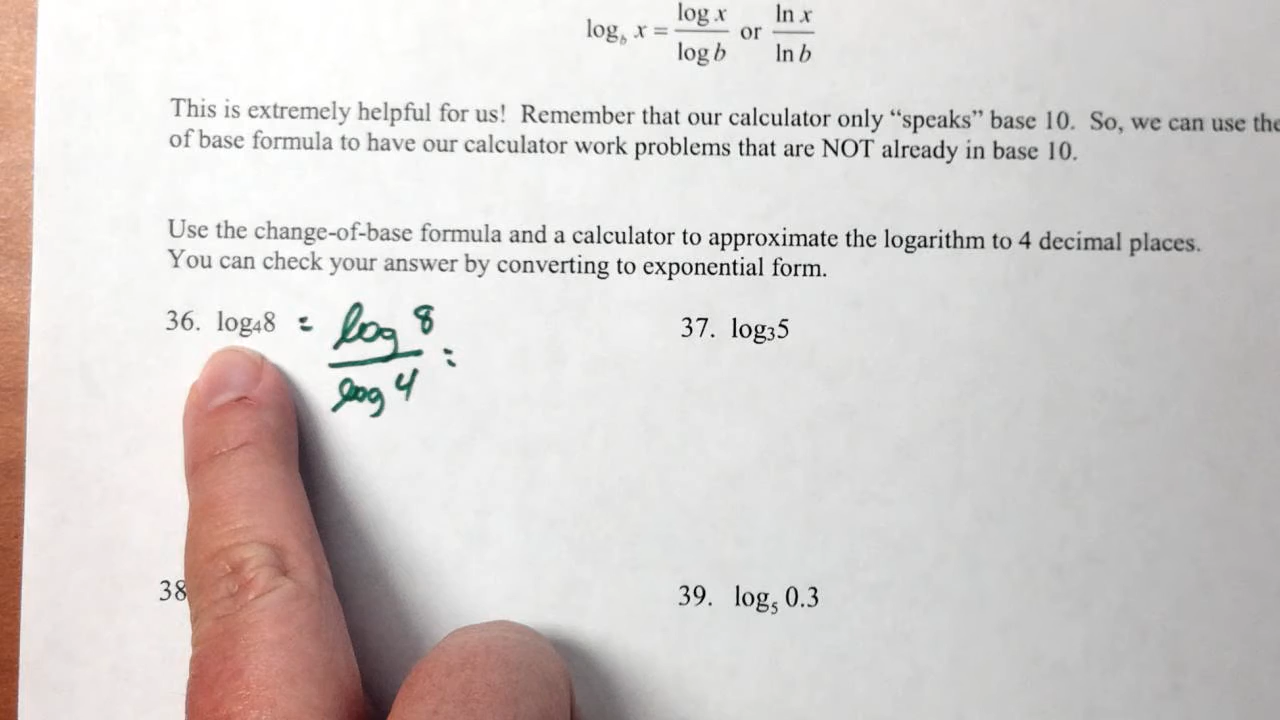 log_b x = log x / log b or ln x / ln b
This is extremely helpful for us! Remember that our calculator only “speaks” base 10. So, we can use the
of base formula to have our calculator work problems that are NOT already in base 10.
Use the change-of-base formula and a calculator to approximate the logarithm to 4 decimal places.
You can check your answer by converting to exponential form.
36. log₄8 = log 8 / log 4 =
37. log₃5
38
39. log₅ 0.3